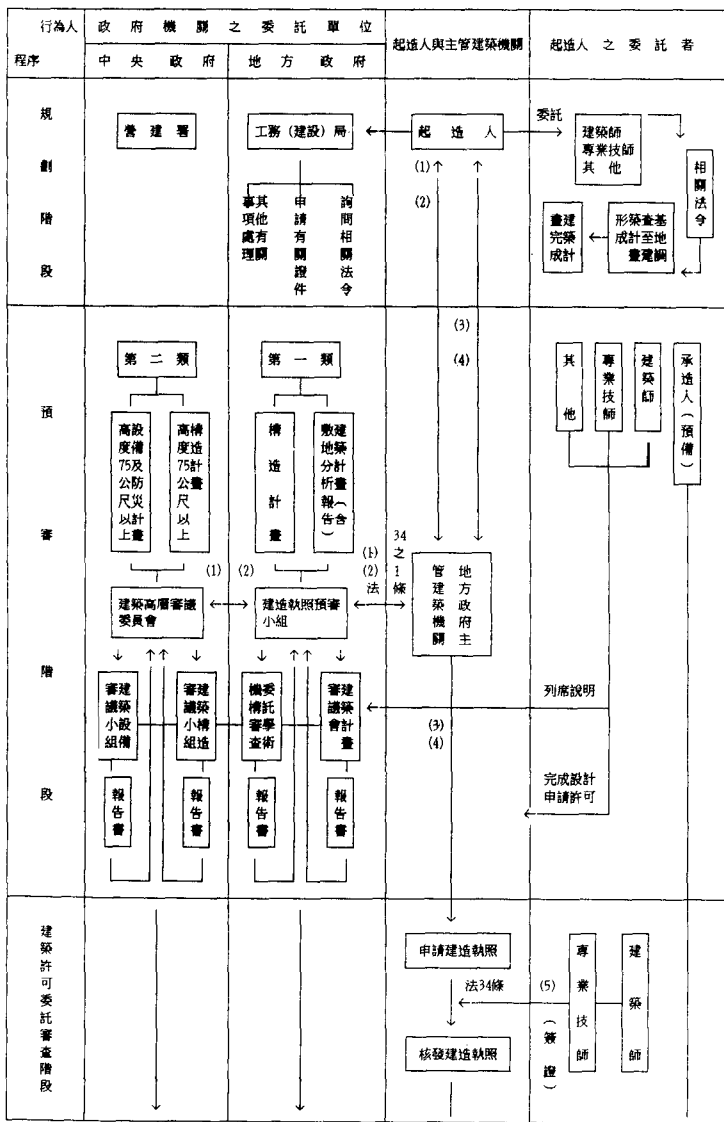 行為人
程序
政府機關之委託單位
中央政府
地方政府
起造人與主管建築機關
起造人之委託者
規劃階段
營建署
工務(建設)局
起造人
委託
建築師
專業技師
其他
相關法令
基地調查至建築計畫形成
建築計畫完成
其他有關事項處理
申請有關證件
詢問相關法令
(1)
(2)
(3)
(4)
預審階段
第二類
第一類
設備及防災計畫高度75公尺以上
構造計畫高度75公尺以上
構造計畫
建築計畫(含敷地分析報告)
其他
專業技師
建築師
承造人(預備)
(1)
(2)
(1)
(2)
法34之1條
建築高層審議委員會
建造執照預審小組
地方政府主管建築機關
建築設備審議小組
建築構造審議小組
委託學術機構審查
建築計畫審議會
列席說明
(3)
(4)
報告書
報告書
報告書
報告書
完成設計
申請許可
建築許可委託審查階段
申請建造執照
法34條
(5)
(簽證)
專業技師
建築師
核發建造執照